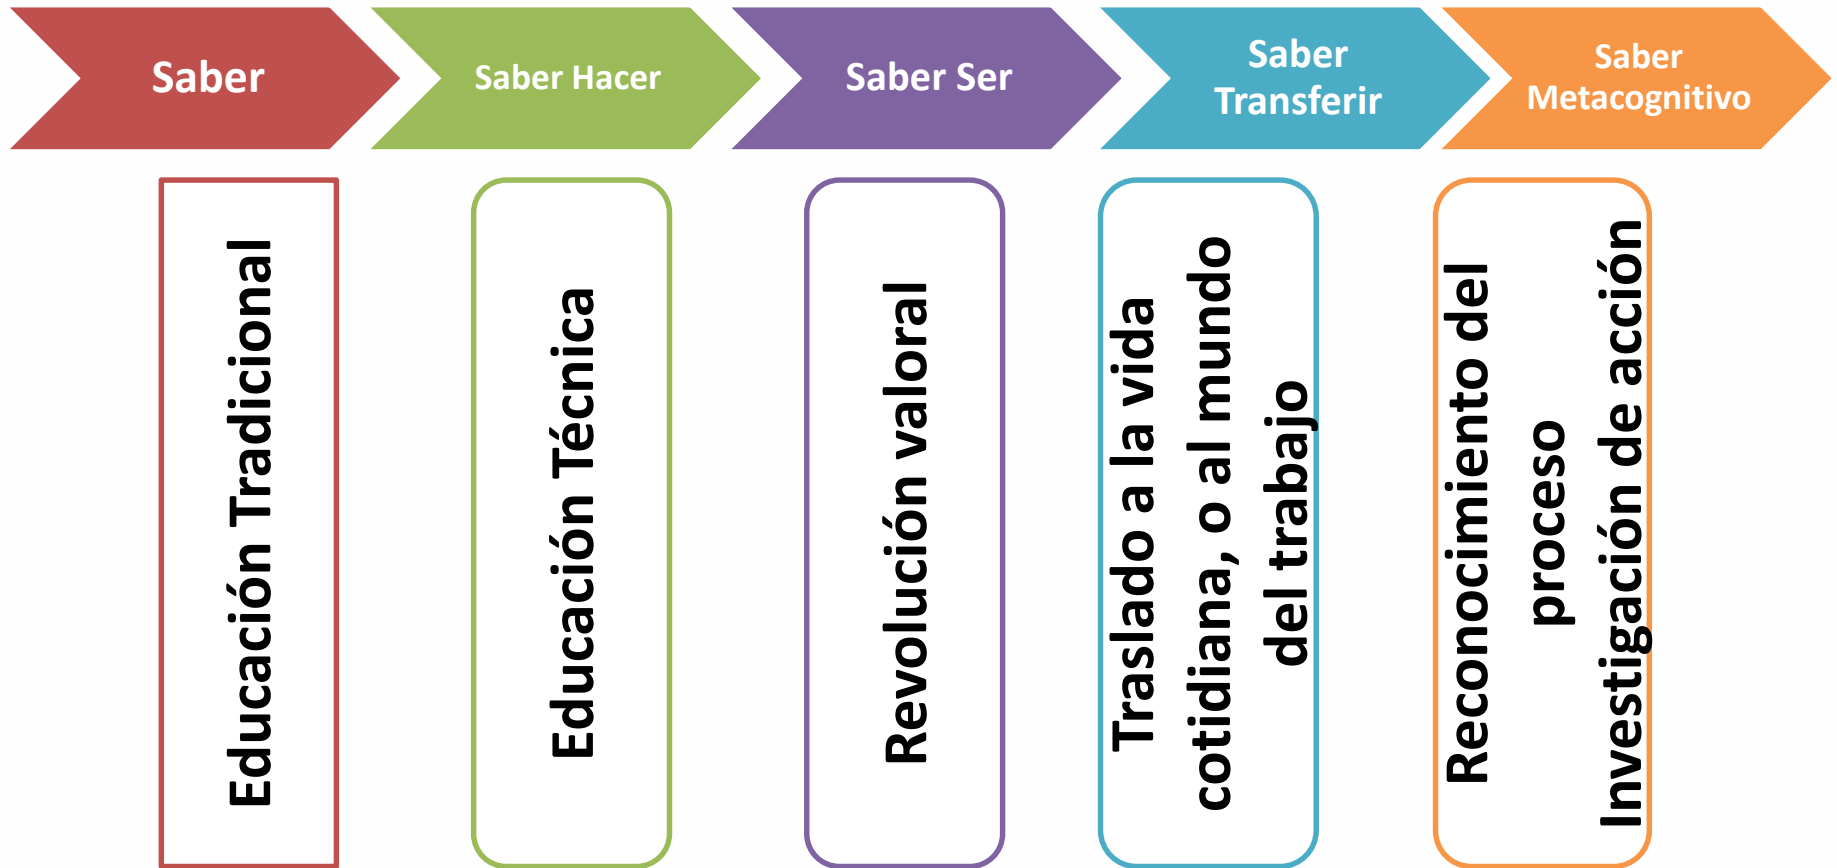 Saber
Saber Hacer
Saber Ser
Saber
Transferir
Saber
Metacognitivo
Educación Tradicional
Educación Técnica
Revolución valoral
Traslado a la vida
cotidiana, o al mundo
del trabajo
Reconocimiento del
proceso
Investigación de acción